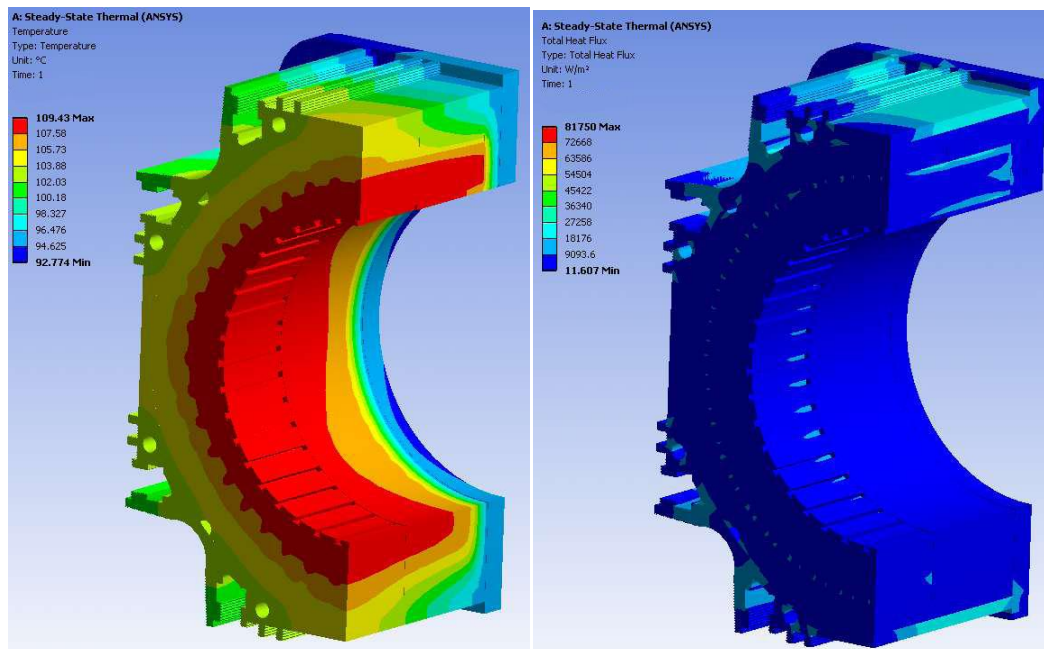 A: Steady-State Thermal (ANSYS)
Temperature
Type: Temperature
Unit: °C
Time: 1
109.43 Max
107.58
105.73
103.88
102.03
100.18
98.327
96.476
94.625
92.774 Min
A: Steady-State Thermal (ANSYS)
Total Heat Flux
Type: Total Heat Flux
Unit: W/m²
Time: 1
81750 Max
72668
63586
54504
45422
36340
27258
18176
9093.6
11.607 Min